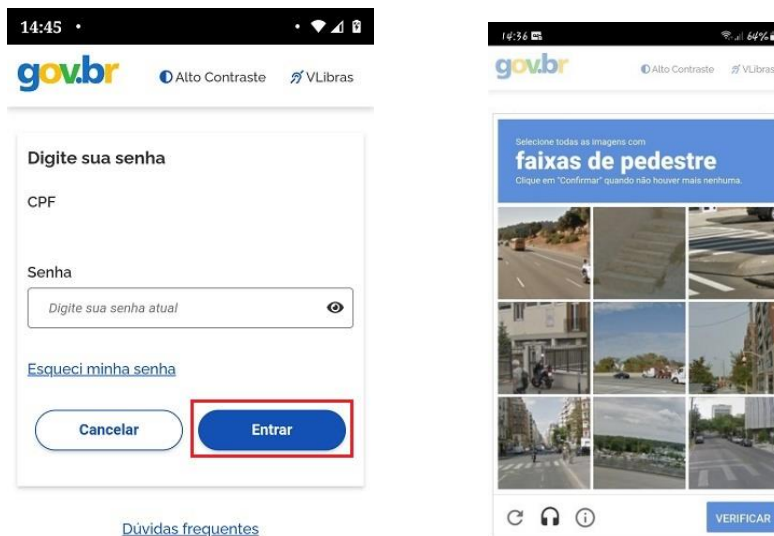 14:45
gov.br
Alto Contraste
VLibras
Digite sua senha
CPF
Senha
Digite sua senha atual
Esqueci minha senha
Cancelar
Entrar
Dúvidas frequentes
14:36
64%
gov.br
Alto Contraste
VLibras
Selecione todas as imagens com
faixas de pedestre
Clique em "Confirmar" quando não houver mais nenhuma.
VERIFICAR